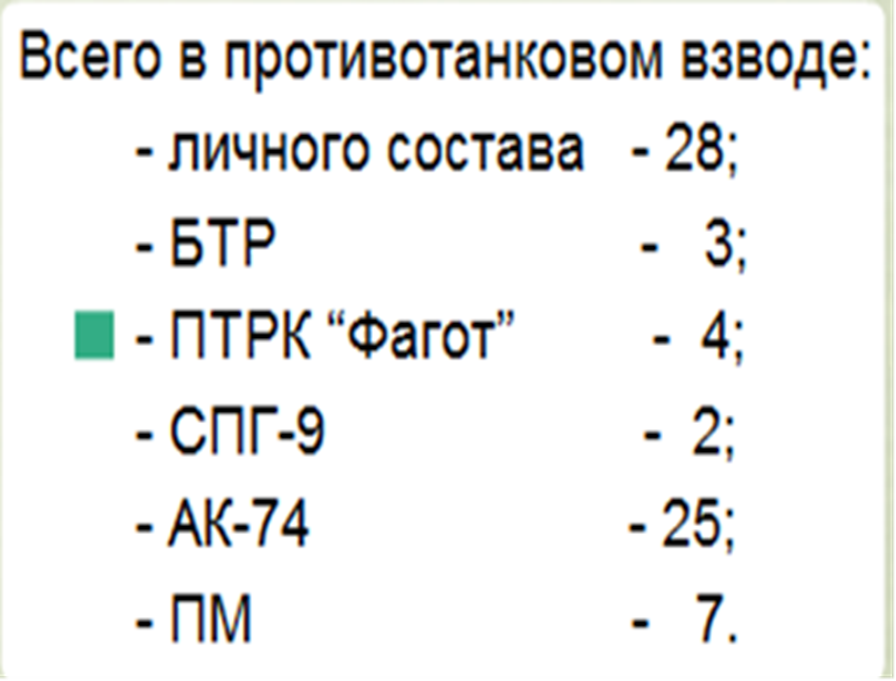 Всего в противотанковом взводе:
- личного состава - 28;
- БТР - 3;
- ПТРК “Фагот” - 4;
- СПГ-9 - 2;
- АК-74 - 25;
- ПМ - 7.